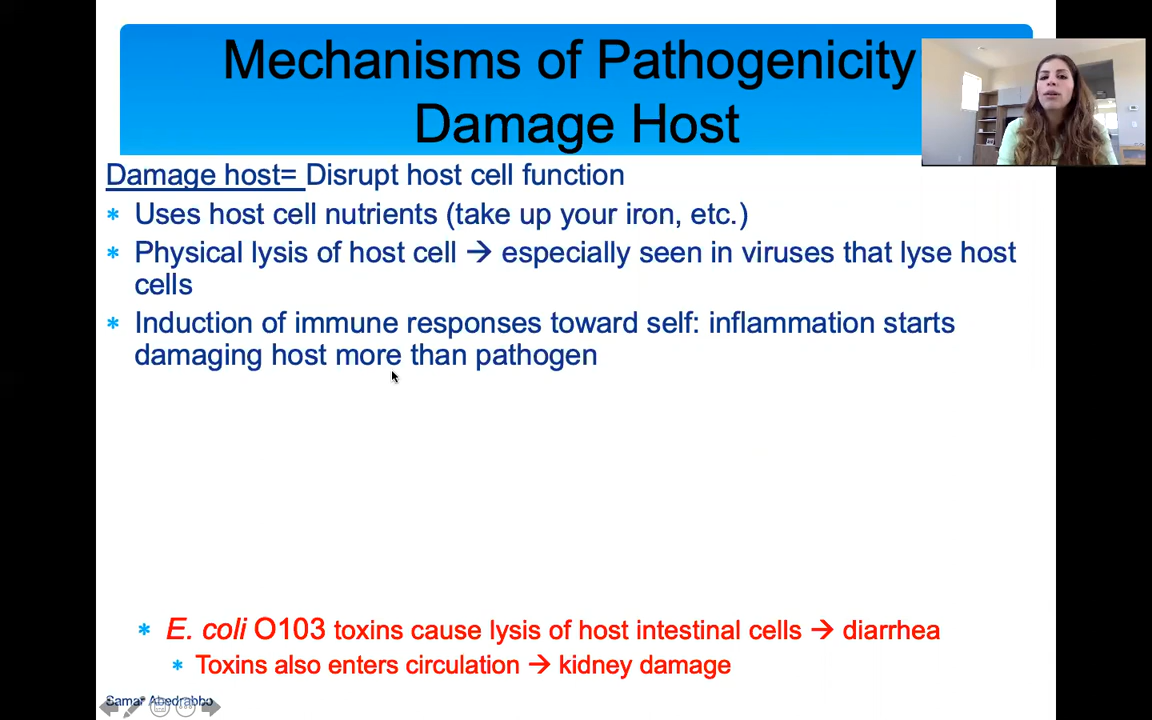 Mechanisms of Pathogenicity
Damage Host
Damage host= Disrupt host cell function
* Uses host cell nutrients (take up your iron, etc.)
* Physical lysis of host cell → especially seen in viruses that lyse host
cells
* Induction of immune responses toward self: inflammation starts
damaging host more than pathogen
* E. coli O103 toxins cause lysis of host intestinal cells → diarrhea
* Toxins also enters circulation → kidney damage
Samar Abedrabbo